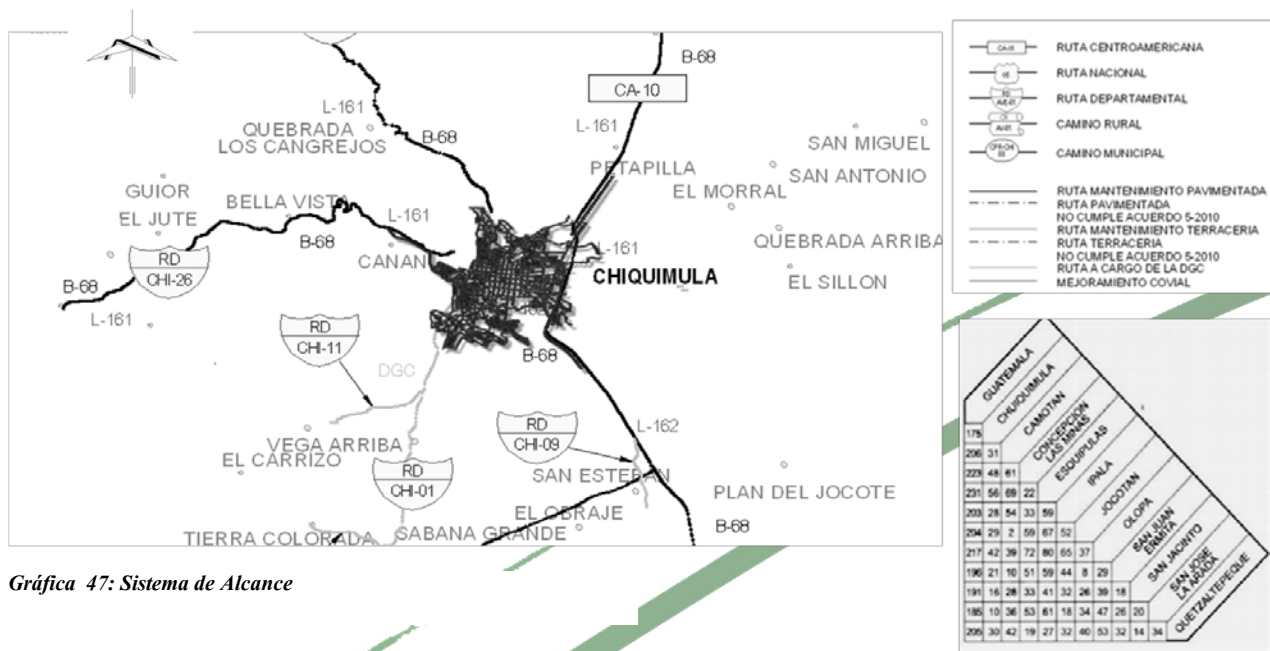 B-68
CA-10
L-161
L-161
QUEBRADA
LOS CANGREJOS
B-68
SAN MIGUEL
PETAPILLA
SAN ANTONIO
EL MORRAL
GUIOR
EL JUTE
BELLA VISTA
L-161
B-68
CANAN
L-161
QUEBRADA ARRIBA
CHIQUIMULA
EL SILLON
RD
CHI-26
B-68
L-161
RD
CHI-11
B-68
DGC
L-162
RD
CHI-09
VEGA ARRIBA
EL CARRIZO
RD
CHI-01
SAN ESTEBAN
PLAN DEL JOCOTE
EL OBRAJE
SABANA GRANDE
TIERRA COLORADA
B-68
Gráfica 47: Sistema de Alcance
RUTA CENTROAMERICANA
RUTA NACIONAL
RD
RUTA DEPARTAMENTAL
CAMINO RURAL
CAMINO MUNICIPAL
RUTA MANTENIMIENTO PAVIMENTADA
RUTA PAVIMENTADA
NO CUMPLE ACUERDO 5-2010
RUTA MANTENIMIENTO TERRACERIA
RUTA TERRACERIA
NO CUMPLE ACUERDO 5-2010
RUTA A CARGO DE LA DGC
MEJORAMIENTO COVIAL
GUATEMALA
CHUIQUIMULA
CAMOTAN
CONCEPCION
LAS MINAS
ESQUIPULAS
IPALA
JOCOTAN
OLOPA
SAN JUAN
ERMITA
SAN JACINTO
SAN JOSE
LA ARADA
QUETZALTEPEQUE
175
206 31
223 48 61
231 56 69 22
203 28 54 33 59
204 29 2 59 67 52
217 42 39 72 80 65 37
196 21 10 51 59 44 8 29
191 16 28 33 41 32 26 39 18
185 10 36 53 61 18 34 47 26 20
205 30 42 19 27 32 40 53 32 14 34